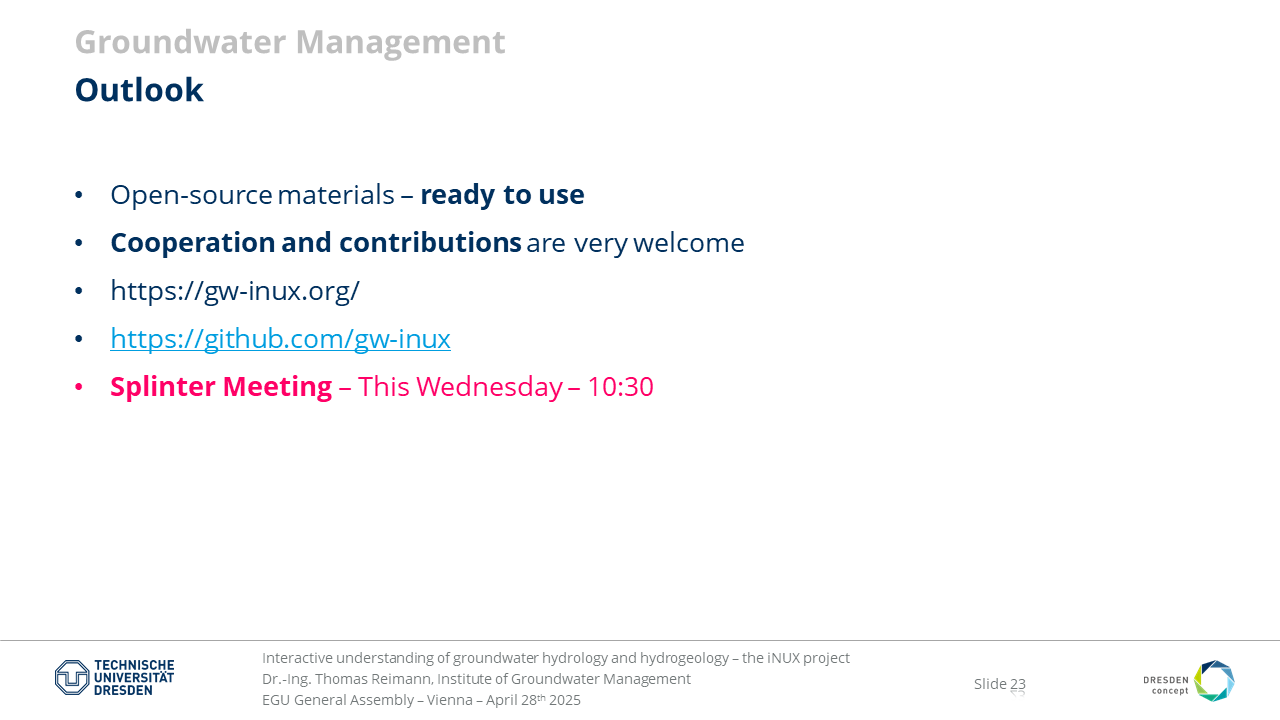 Groundwater Management
Outlook
• Open-source materials – ready to use
• Cooperation and contributions are very welcome
• https://gw-inux.org/
• https://github.com/gw-inux
• Splinter Meeting – This Wednesday – 10:30
TECHNISCHE
UNIVERSITÄT
DRESDEN
Interactive understanding of groundwater hydrology and hydrogeology – the iNUX project
Dr.-Ing. Thomas Reimann, Institute of Groundwater Management
EGU General Assembly – Vienna – April 28th 2025
Slide 23
DRESDEN
concept